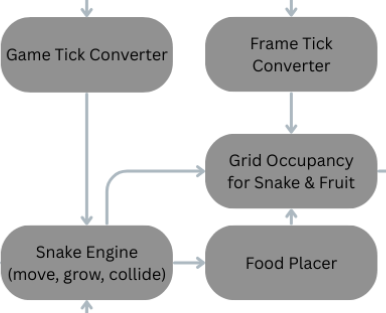 Game Tick Converter
Frame Tick
Converter
Grid Occupancy
for Snake & Fruit
Snake Engine
(move, grow, collide)
Food Placer